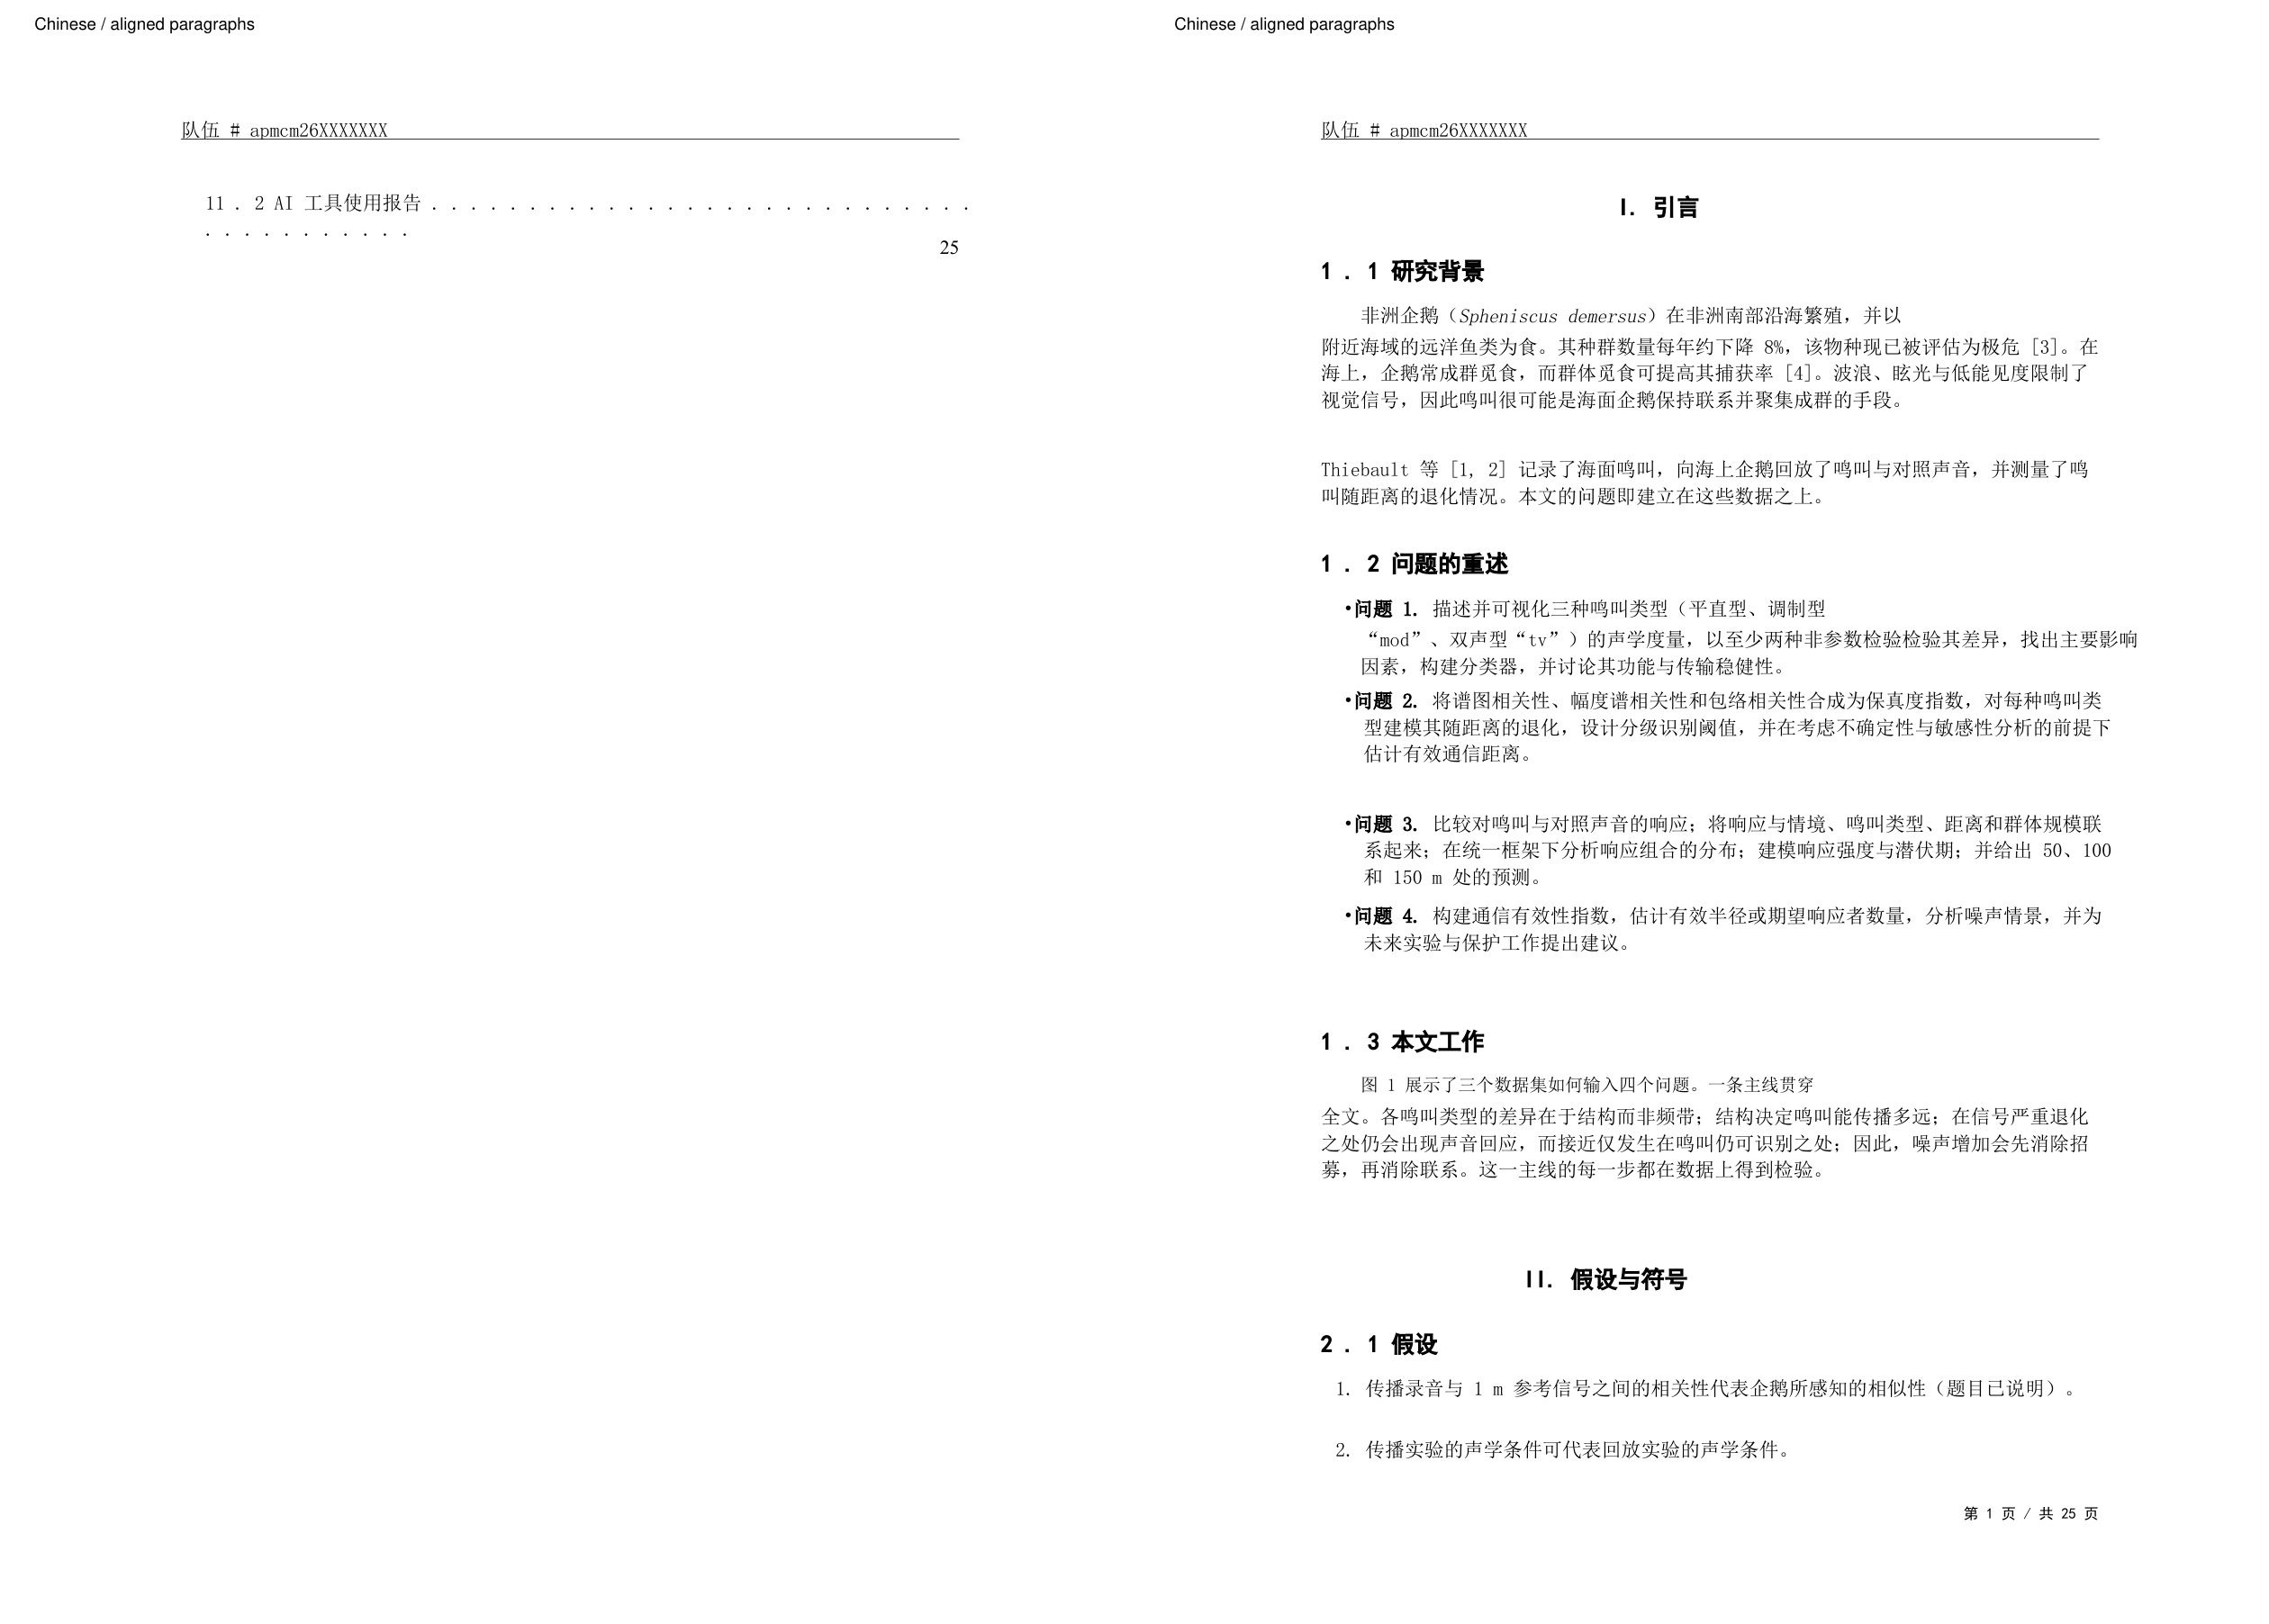 Chinese / aligned paragraphs
队伍 # apmcm26XXXXXXX
11 . 2 AI 工具使用报告 . . . . . . . . . . . . . . . . . . . . . . . . . . . .
. . . . . . . . . . .
25
Chinese / aligned paragraphs
队伍 # apmcm26XXXXXXX
I. 引言
1 . 1 研究背景
非洲企鹅（Spheniscus demersus）在非洲南部沿海繁殖，并以
附近海域的远洋鱼类为食。其种群数量每年约下降 8%，该物种现已被评估为极危 [3]。在
海上，企鹅常成群觅食，而群体觅食可提高其捕获率 [4]。波浪、眩光与低能见度限制了
视觉信号，因此鸣叫很可能是海面企鹅保持联系并聚集成群的手段。
Thiebault 等 [1, 2] 记录了海面鸣叫，向海上企鹅回放了鸣叫与对照声音，并测量了鸣
叫随距离的退化情况。本文的问题即建立在这些数据之上。
1 . 2 问题的重述
•问题 1. 描述并可视化三种鸣叫类型（平直型、调制型
“mod”、双声型“tv”）的声学度量，以至少两种非参数检验检验其差异，找出主要影响
因素，构建分类器，并讨论其功能与传输稳健性。
•问题 2. 将谱图相关性、幅度谱相关性和包络相关性合成为保真度指数，对每种鸣叫类
型建模其随距离的退化，设计分级识别阈值，并在考虑不确定性与敏感性分析的前提下
估计有效通信距离。
•问题 3. 比较对鸣叫与对照声音的响应；将响应与情境、鸣叫类型、距离和群体规模联
系起来；在统一框架下分析响应组合的分布；建模响应强度与潜伏期；并给出 50、100
和 150 m 处的预测。
•问题 4. 构建通信有效性指数，估计有效半径或期望响应者数量，分析噪声情景，并为
未来实验与保护工作提出建议。
1 . 3 本文工作
图 1 展示了三个数据集如何输入四个问题。一条主线贯穿
全文。各鸣叫类型的差异在于结构而非频带；结构决定鸣叫能传播多远；在信号严重退化
之处仍会出现声音回应，而接近仅发生在鸣叫仍可识别之处；因此，噪声增加会先消除招
募，再消除联系。这一主线的每一步都在数据上得到检验。
II. 假设与符号
2 . 1 假设
1. 传播录音与 1 m 参考信号之间的相关性代表企鹅所感知的相似性（题目已说明）。
2. 传播实验的声学条件可代表回放实验的声学条件。
第 1 页 / 共 25 页